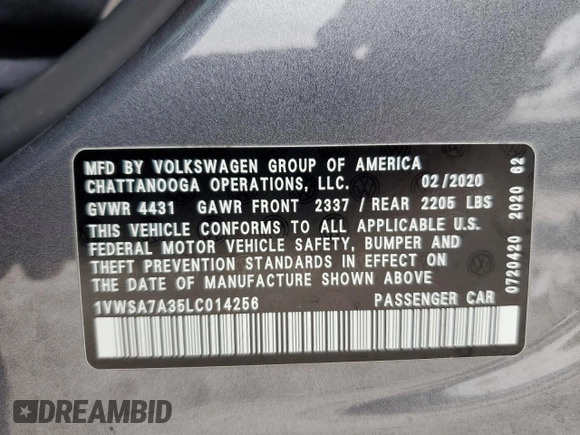 MFD BY VOLKSWAGEN GROUP OF AMERICA
CHATTANOOGA OPERATIONS, LLC. 02/2020
GVWR 4431 GAWR FRONT 2337 / REAR 2205 LBS
THIS VEHICLE CONFORMS TO ALL APPLICABLE U.S.
FEDERAL MOTOR VEHICLE SAFETY, BUMPER AND
THEFT PREVENTION STANDARDS IN EFFECT ON
THE DATE OF MANUFACTURE SHOWN ABOVE.
1VWSA7A35LC014256 PASSENGER CAR
0720420 2020 62
DREAMBID